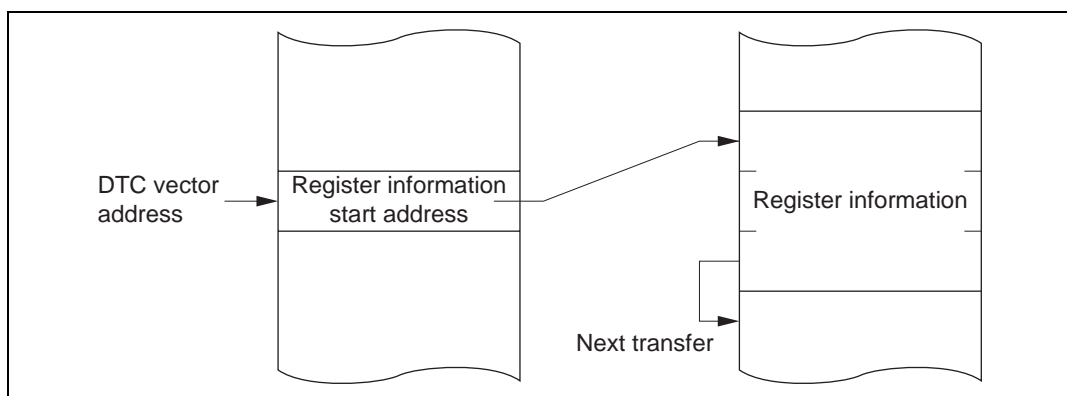 DTC vector
address
Register information
start address
Register information
Next transfer